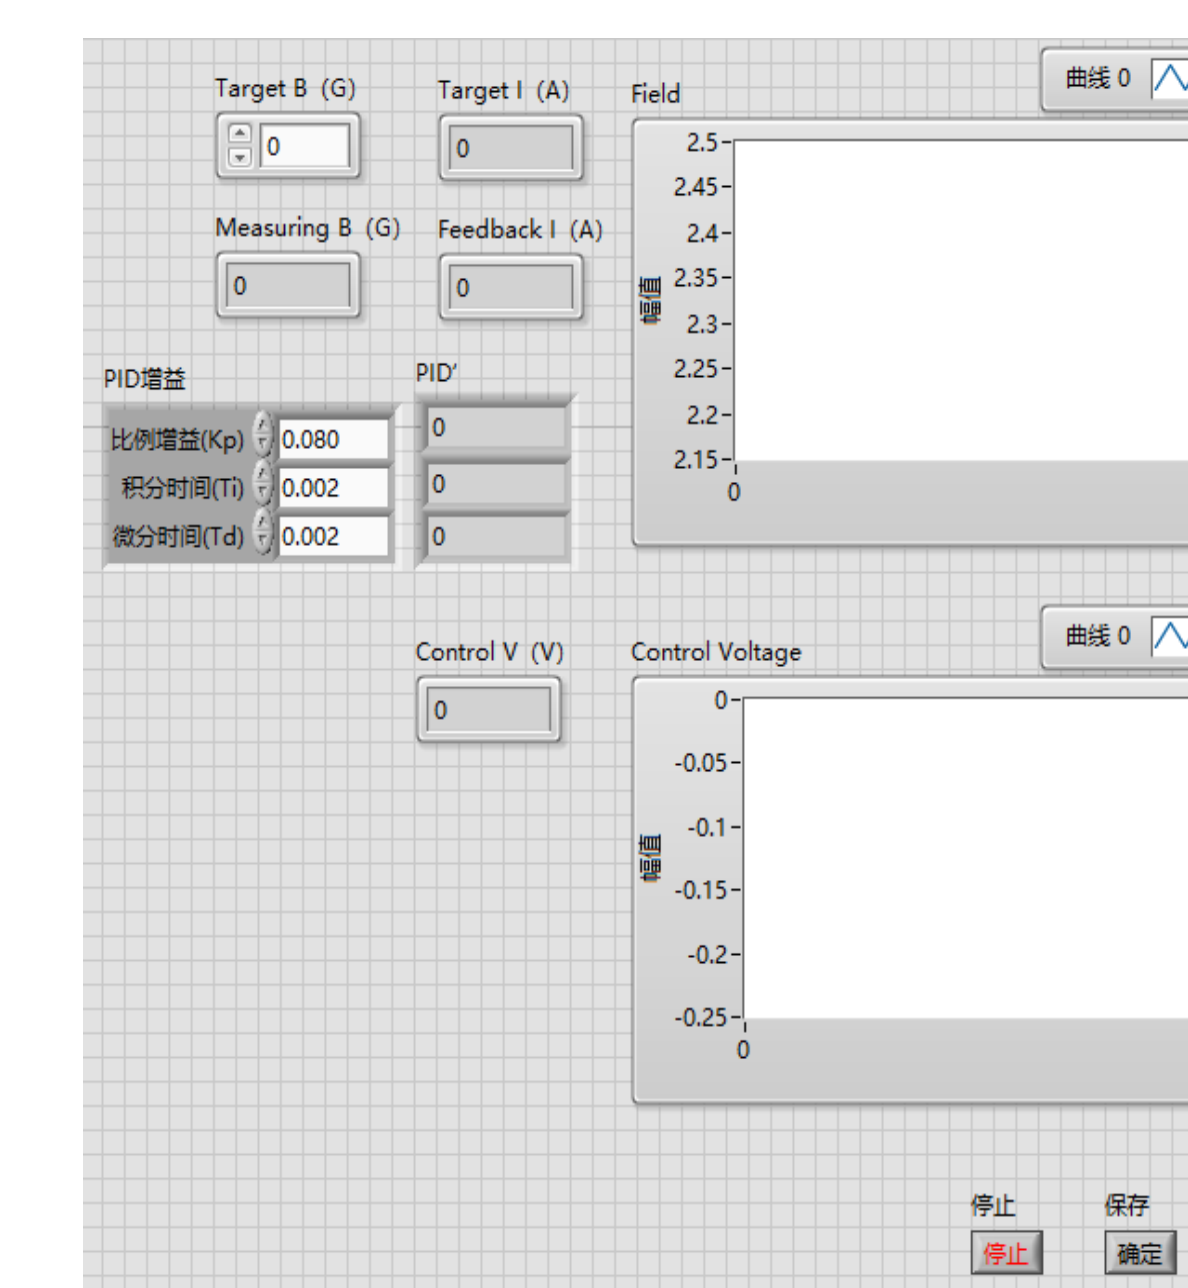 Target B (G)
0
Target I (A)
0
Measuring B (G)
0
Feedback I (A)
0
PID增益
比例增益(Kp) 0.080
积分时间(Ti) 0.002
微分时间(Td) 0.002
PID'
0
0
0
Field
曲线 0
2.5
2.45
2.4
2.35
2.3
2.25
2.2
2.15
幅值
0
Control V (V)
0
Control Voltage
曲线 0
0
-0.05
-0.1
-0.15
-0.2
-0.25
幅值
0
停止
停止
保存
确定